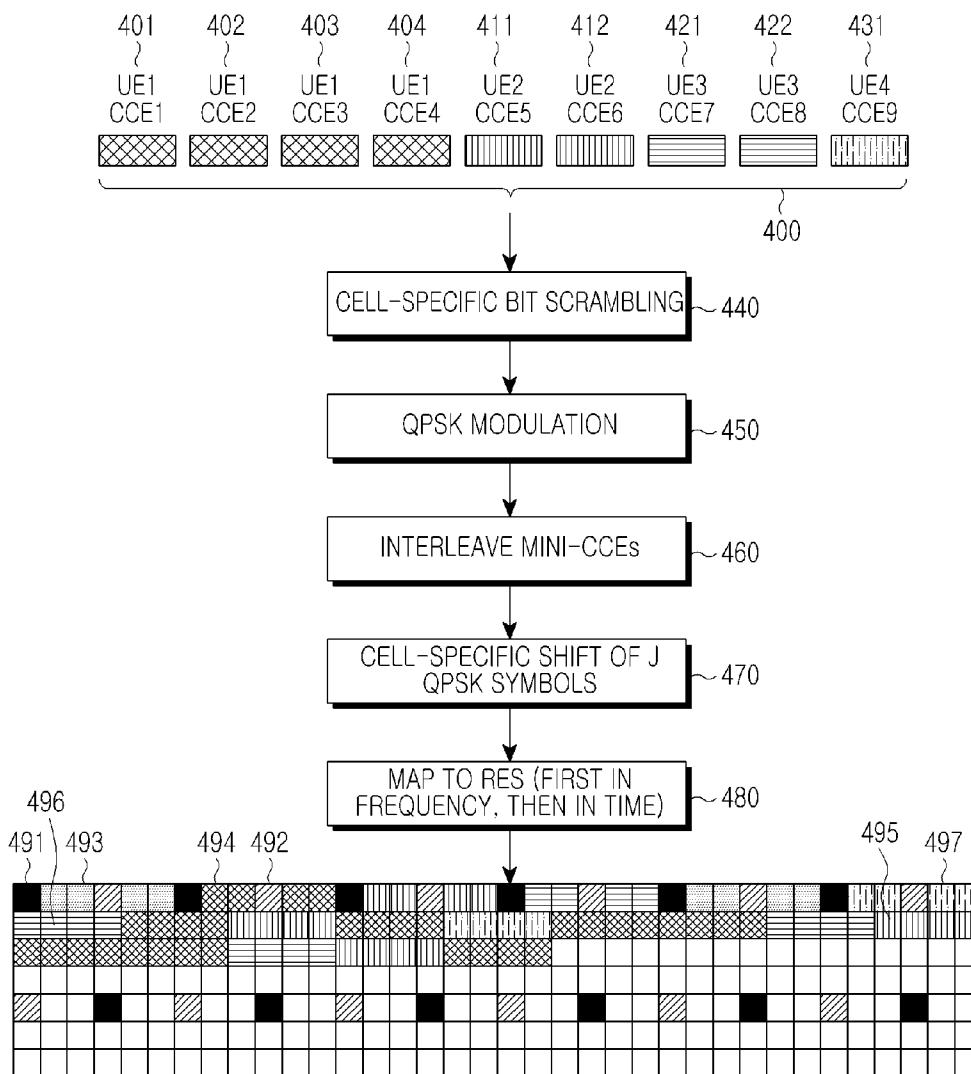 401 402 403 404 411 412 421 422 431
UE1 UE1 UE1 UE1 UE2 UE2 UE3 UE3 UE4
CCE1 CCE2 CCE3 CCE4 CCE5 CCE6 CCE7 CCE8 CCE9
400
CELL-SPECIFIC BIT SCRAMBLING
440
QPSK MODULATION
450
INTERLEAVE MINI-CCEs
460
CELL-SPECIFIC SHIFT OF J
QPSK SYMBOLS
470
MAP TO RES (FIRST IN
FREQUENCY, THEN IN TIME)
480
496
495
491 493 494 492 497